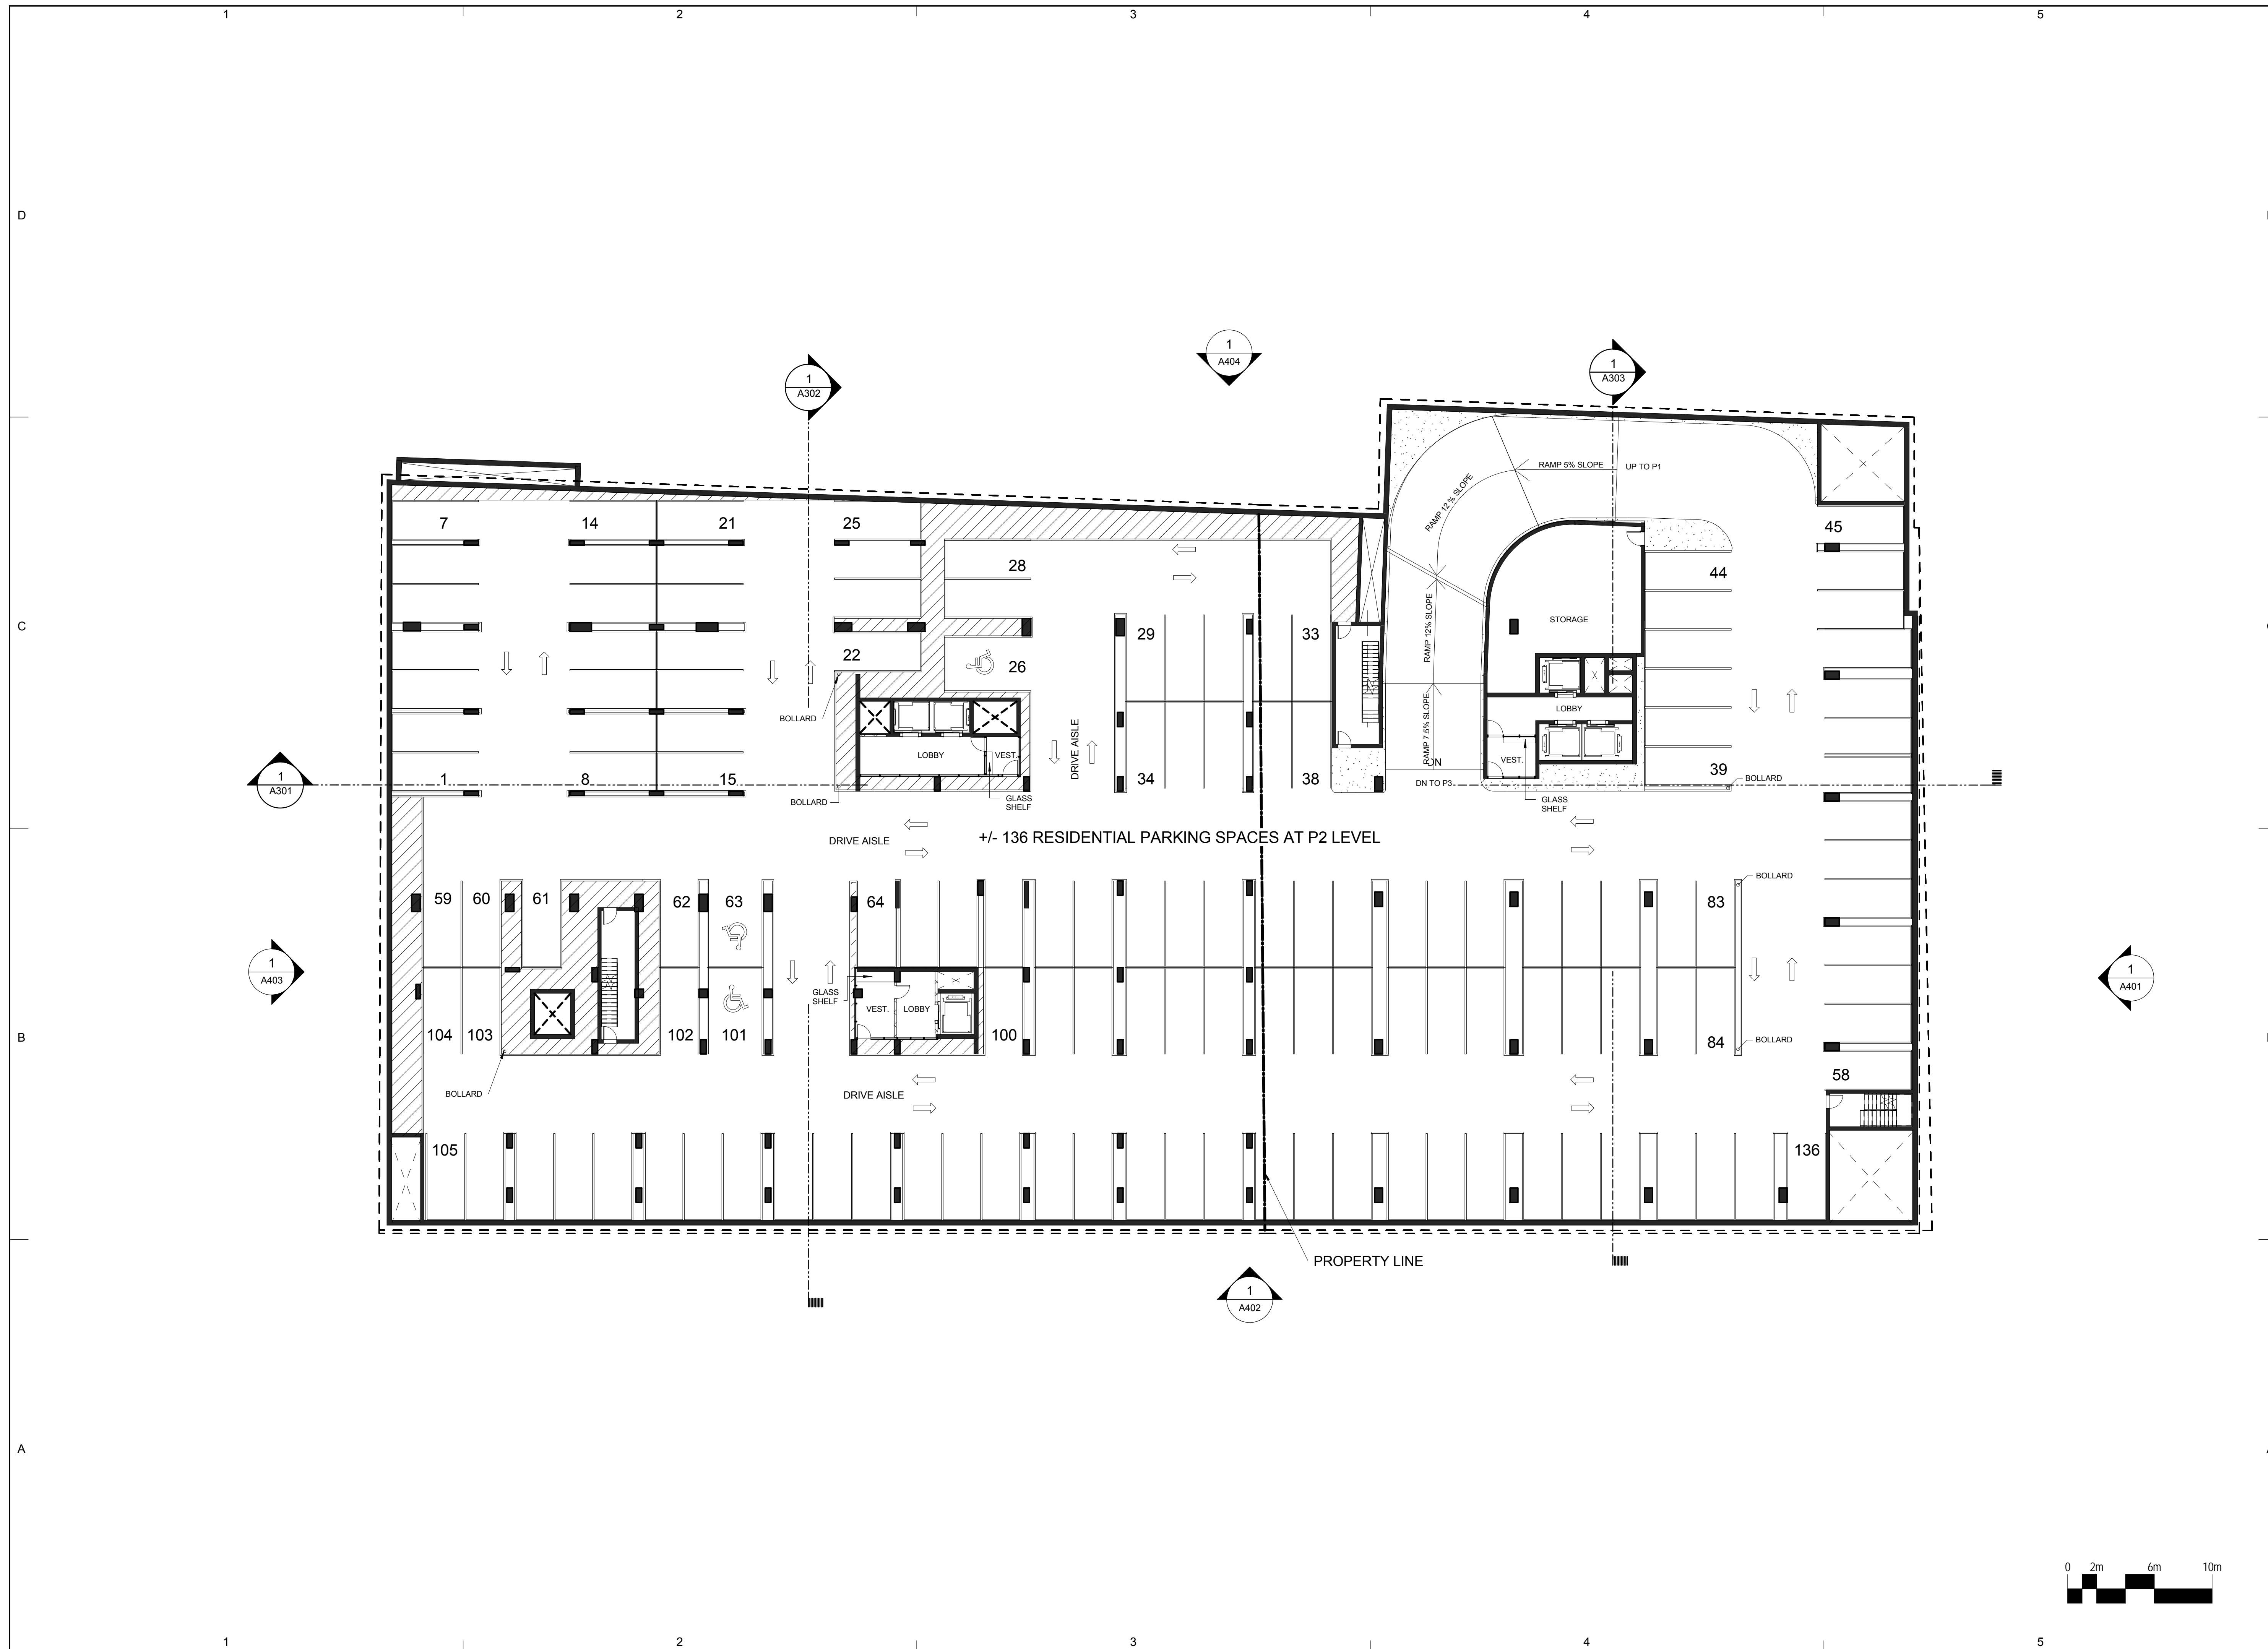 1 2 3 4 5
D
1
A404
1
A303
1
A302
RAMP 5% SLOPE
UP TO P1
RAMP 12 % SLOPE
7 14 21 25
45
28
44
C
RAMP 12% SLOPE
STORAGE
29 33
22
26
LOBBY
BOLLARD
DRIVE AISLE
RAMP 7.5% SLOPE
LOBBY
VEST.
VEST.
DN
1 8 15
34 38
39
BOLLARD
1
A301
DN TO P3
BOLLARD
GLASS
SHELF
GLASS
SHELF
DRIVE AISLE
+/- 136 RESIDENTIAL PARKING SPACES AT P2 LEVEL
BOLLARD
59 60 61 62 63 64
83
1
A403
1
A401
GLASS
SHELF
VEST.
LOBBY
B
104 103 102 101 100
84
BOLLARD
58
BOLLARD
DRIVE AISLE
105
136
PROPERTY LINE
1
A402
A
0 2m 6m 10m
1 2 3 4 5